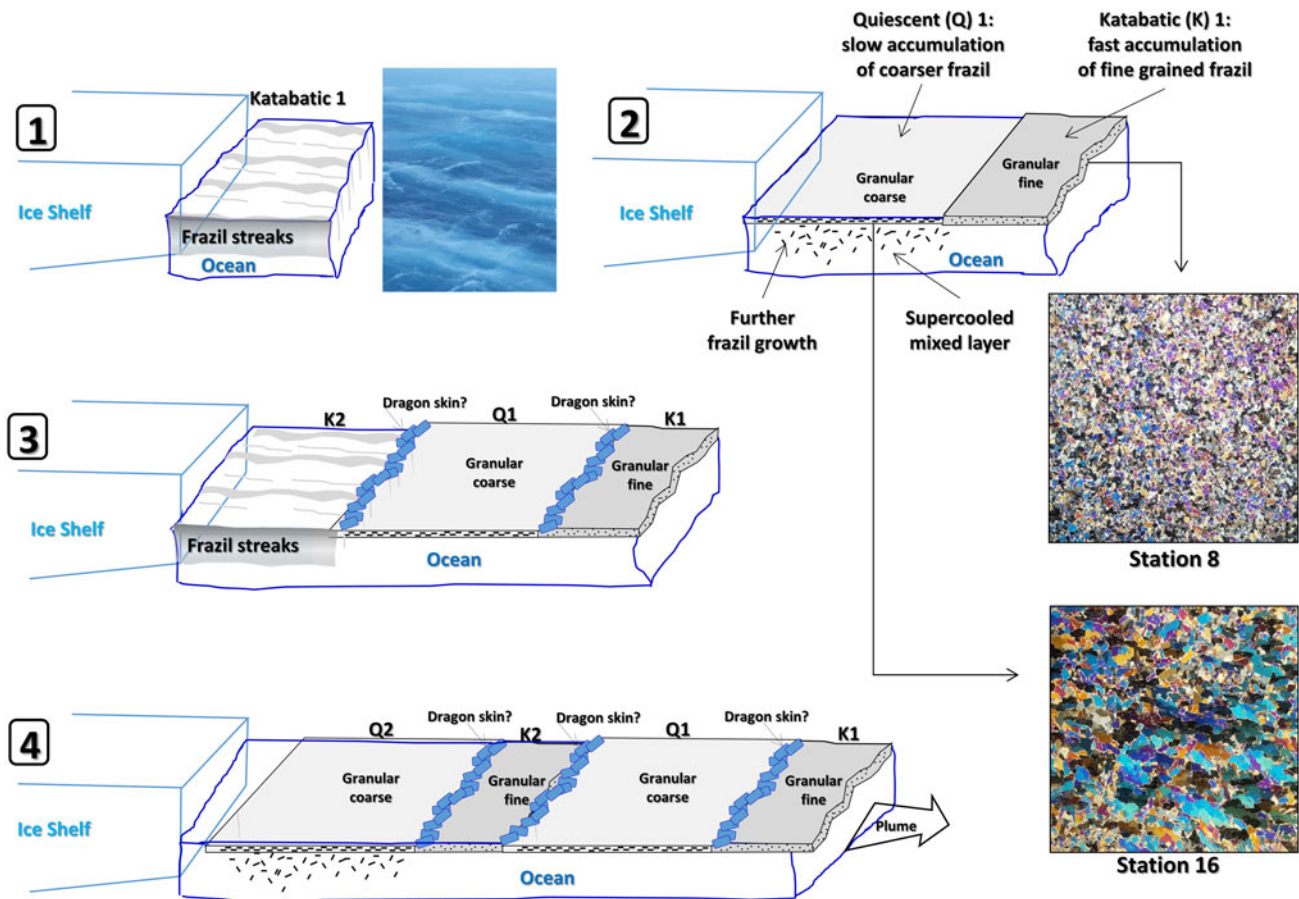 1
Katabatic 1
Ice Shelf
Frazil streaks
Ocean
2
Quiescent (Q) 1:
slow accumulation
of coarser frazil
Katabatic (K) 1:
fast accumulation
of fine grained frazil
Ice Shelf
Granular
coarse
Granular
fine
Ocean
Further
frazil growth
Supercooled
mixed layer
Station 8
3
K2
Dragon skin?
Q1
Dragon skin?
K1
Ice Shelf
Granular
coarse
Granular
fine
Frazil streaks
Ocean
4
Q2
Dragon skin?
K2
Dragon skin?
Q1
Dragon skin?
K1
Ice Shelf
Granular
coarse
Granular
fine
Granular
coarse
Granular
fine
Plume
Ocean
Station 16